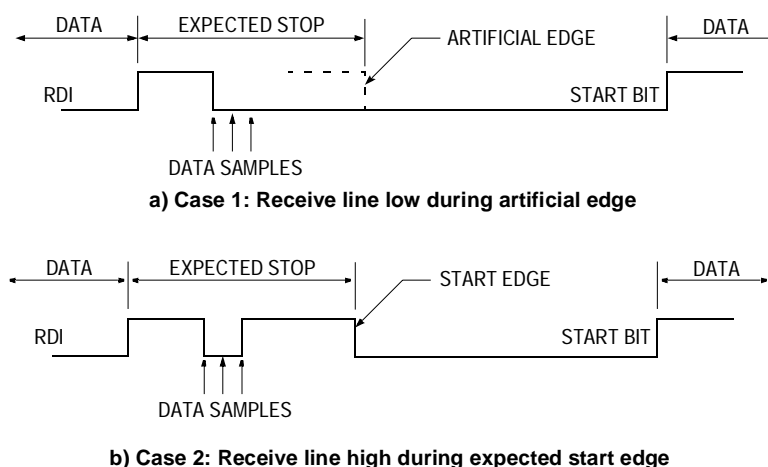 DATA EXPECTED STOP DATA
ARTIFICIAL EDGE
RDI START BIT
DATA SAMPLES
a) Case 1: Receive line low during artificial edge
DATA EXPECTED STOP DATA
START EDGE
RDI START BIT
DATA SAMPLES
b) Case 2: Receive line high during expected start edge